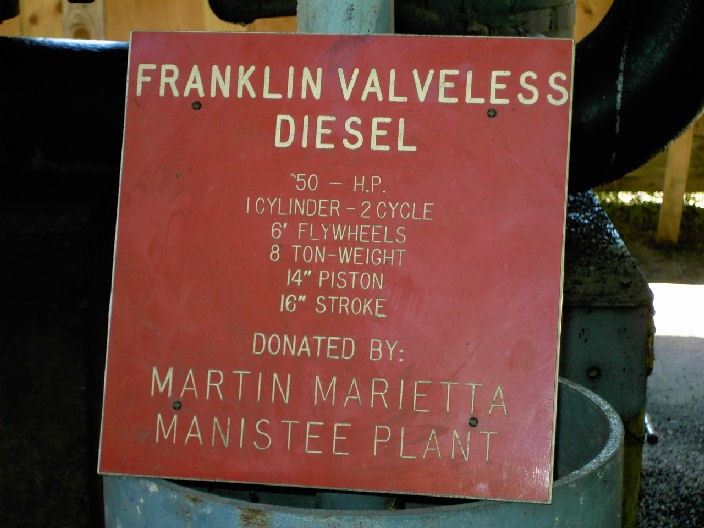 FRANKLIN VALVELESS
DIESEL
50 - H.P.
1 CYLINDER - 2 CYCLE
6' FLYWHEELS
8 TON-WEIGHT
14" PISTON
16" STROKE
DONATED BY:
MARTIN MARIETTA
MANISTEE PLANT